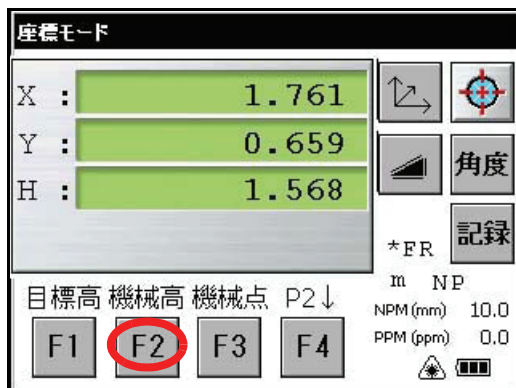 座標モード
X : 1.761
Y : 0.659
H : 1.568
角度
記録
*FR
m NP
NPM (mm) 10.0
PPM (ppm) 0.0
目標高 機械高 機械点 P2↓
F1 F2 F3 F4